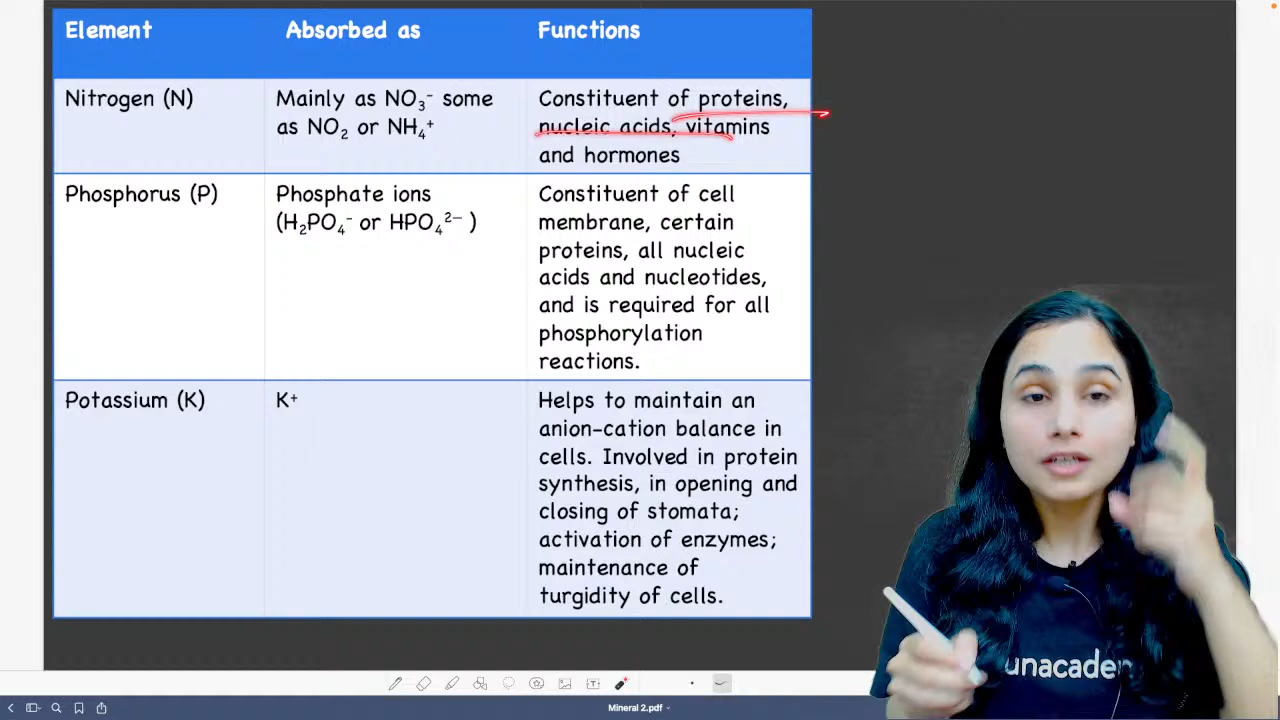 Element Absorbed as Functions
Nitrogen (N)
Mainly as NO₃⁻ some
as NO₂ or NH₄⁺
Constituent of proteins,
nucleic acids, vitamins
and hormones
Phosphorus (P)
Phosphate ions
(H₂PO₄⁻ or HPO₄²⁻ )
Constituent of cell
membrane, certain
proteins, all nucleic
acids and nucleotides,
and is required for all
phosphorylation
reactions.
Potassium (K)
K⁺
Helps to maintain an
anion-cation balance in
cells. Involved in protein
synthesis, in opening and
closing of stomata;
activation of enzymes;
maintenance of
turgidity of cells.
unacadem
Mineral 2.pdf